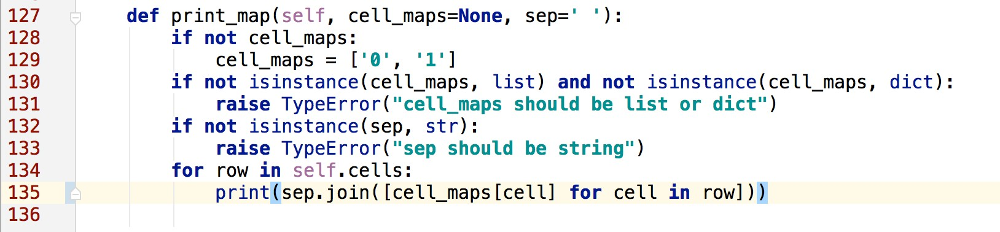 127     def print_map(self, cell_maps=None, sep=' '):
128         if not cell_maps:
129             cell_maps = ['0', '1']
130         if not isinstance(cell_maps, list) and not isinstance(cell_maps, dict):
131             raise TypeError("cell_maps should be list or dict")
132         if not isinstance(sep, str):
133             raise TypeError("sep should be string")
134         for row in self.cells:
135             print(sep.join([cell_maps[cell] for cell in row]))
136